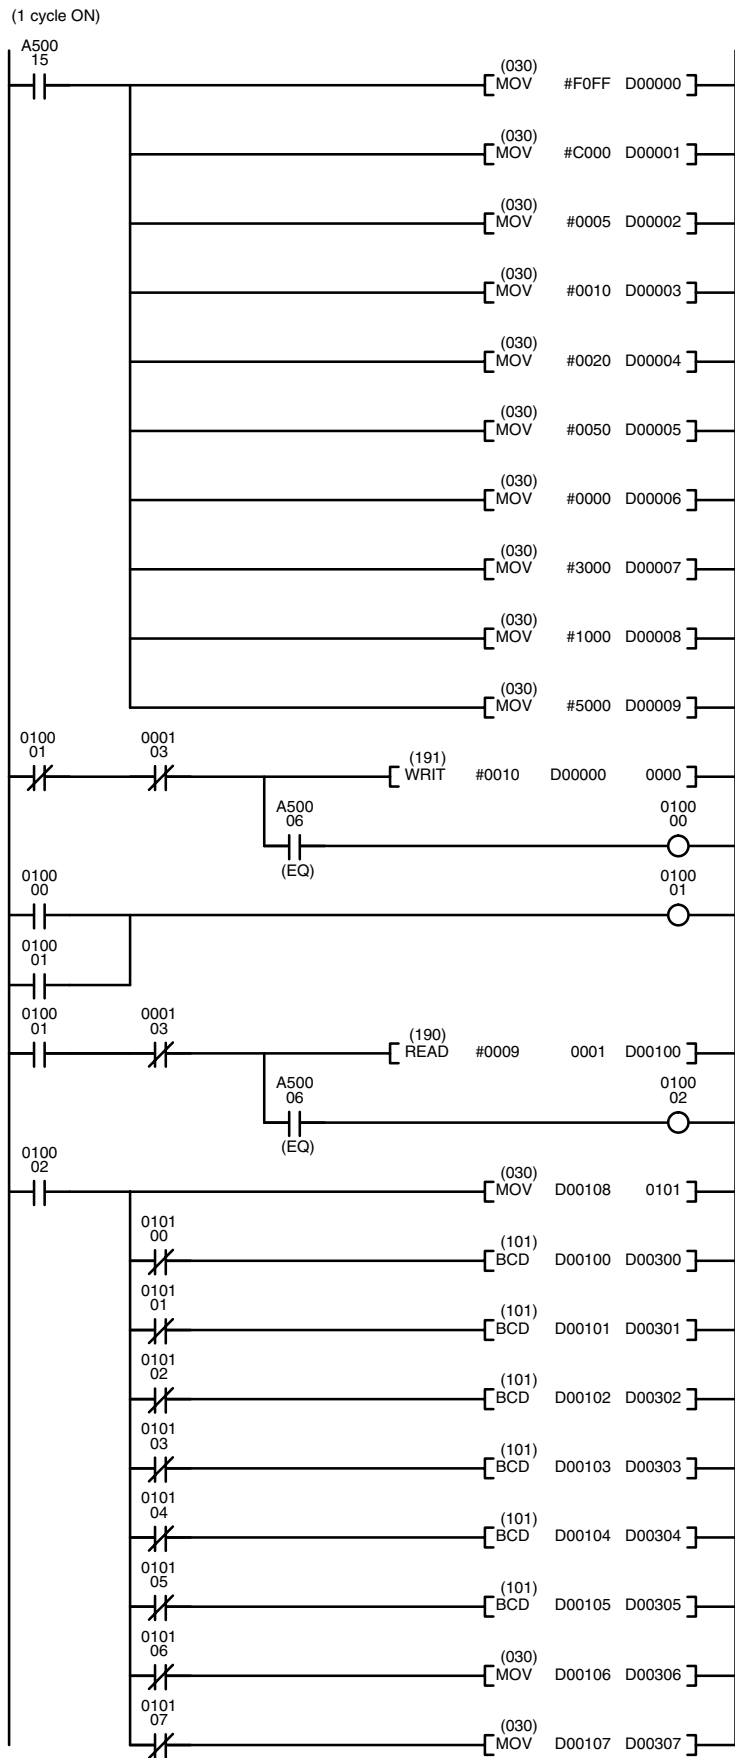 (1 cycle ON)
A500
15
(030)
MOV #F0FF D00000
(030)
MOV #C000 D00001
(030)
MOV #0005 D00002
(030)
MOV #0010 D00003
(030)
MOV #0020 D00004
(030)
MOV #0050 D00005
(030)
MOV #0000 D00006
(030)
MOV #3000 D00007
(030)
MOV #1000 D00008
(030)
MOV #5000 D00009
0100
01
0001
03
(191)
WRIT #0010 D00000 0000
A500
06
(EQ)
0100
00
0100
00
0100
01
0100
01
0100
01
0001
03
(190)
READ #0009 0001 D00100
A500
06
(EQ)
0100
02
0100
02
(030)
MOV D00108 0101
0101
00
(101)
BCD D00100 D00300
0101
01
(101)
BCD D00101 D00301
0101
02
(101)
BCD D00102 D00302
0101
03
(101)
BCD D00103 D00303
0101
04
(101)
BCD D00104 D00304
0101
05
(101)
BCD D00105 D00305
0101
06
(030)
MOV D00106 D00306
0101
07
(030)
MOV D00107 D00307